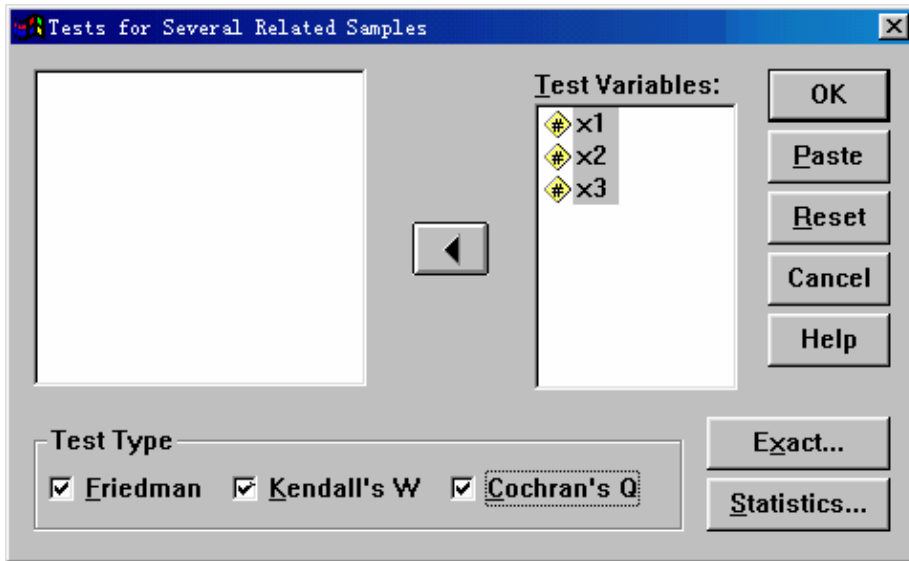 Tests for Several Related Samples
Test Variables:
x1
x2
x3
OK
Paste
Reset
Cancel
Help
Test Type
Friedman
Kendall's W
Cochran's Q
Exact...
Statistics...